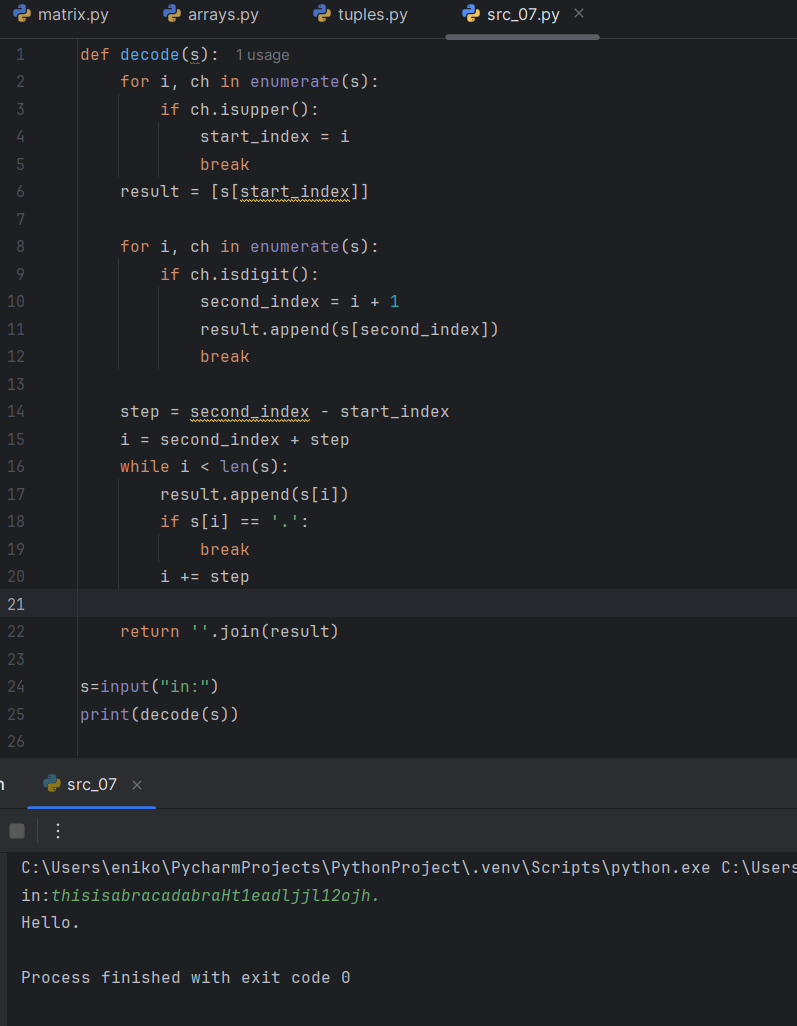 matrix.py arrays.py tuples.py src_07.py
1 def decode(s): 1 usage
2 for i, ch in enumerate(s):
3 if ch.isupper():
4 start_index = i
5 break
6 result = [s[start_index]]
7
8 for i, ch in enumerate(s):
9 if ch.isdigit():
10 second_index = i + 1
11 result.append(s[second_index])
12 break
13
14 step = second_index - start_index
15 i = second_index + step
16 while i < len(s):
17 result.append(s[i])
18 if s[i] == '.':
19 break
20 i += step
21
22 return ''.join(result)
23
24 s=input("in:")
25 print(decode(s))
26
src_07
C:\Users\eniko\PycharmProjects\PythonProject\.venv\Scripts\python.exe C:\Users
in:thisisabracadabraHt1eadljjl12ojh.
Hello.
Process finished with exit code 0